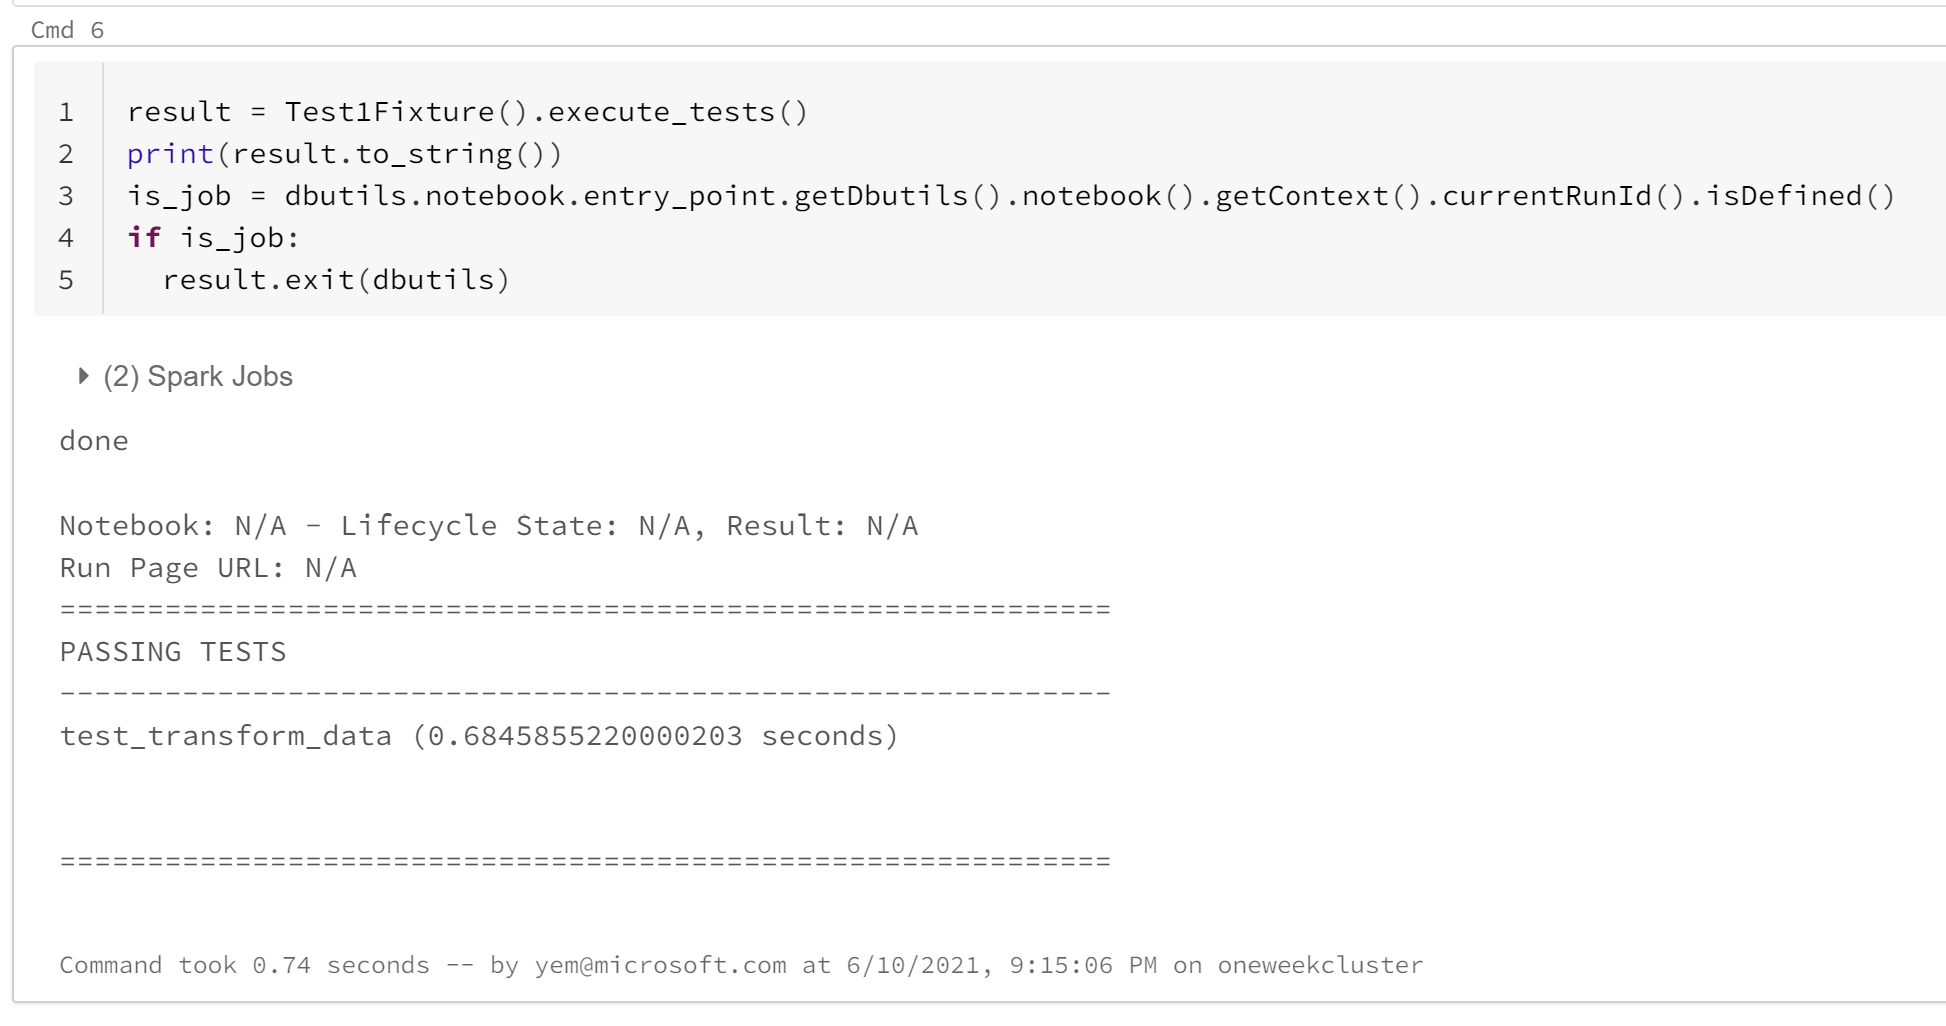 Cmd 6
1 result = Test1Fixture().execute_tests()
2 print(result.to_string())
3 is_job = dbutils.notebook.entry_point.getDbutils().notebook().getContext().currentRunId().isDefined()
4 if is_job:
5   result.exit(dbutils)
(2) Spark Jobs
done
Notebook: N/A - Lifecycle State: N/A, Result: N/A
Run Page URL: N/A
============================================================
PASSING TESTS
------------------------------------------------------------
test_transform_data (0.6845855220000203 seconds)
============================================================
Command took 0.74 seconds -- by yem@microsoft.com at 6/10/2021, 9:15:06 PM on oneweekcluster